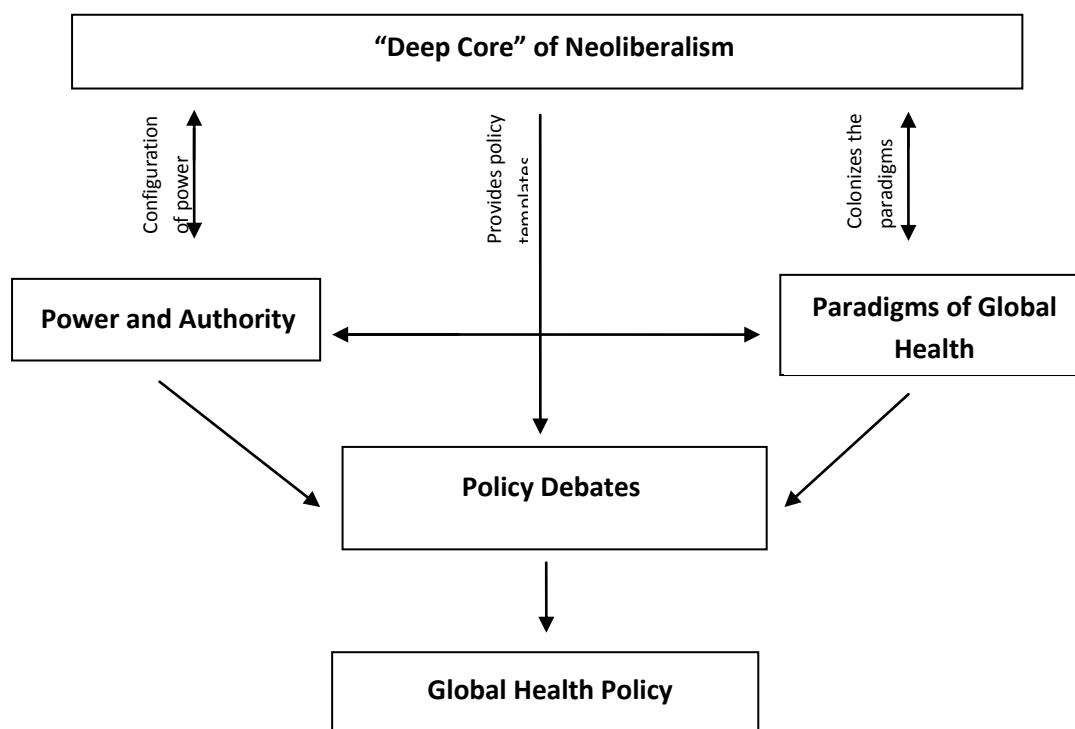 “Deep Core” of Neoliberalism
Configuration
of power
Provides policy
templates
Colonizes the
paradigms
Power and Authority
Paradigms of Global
Health
Policy Debates
Global Health Policy